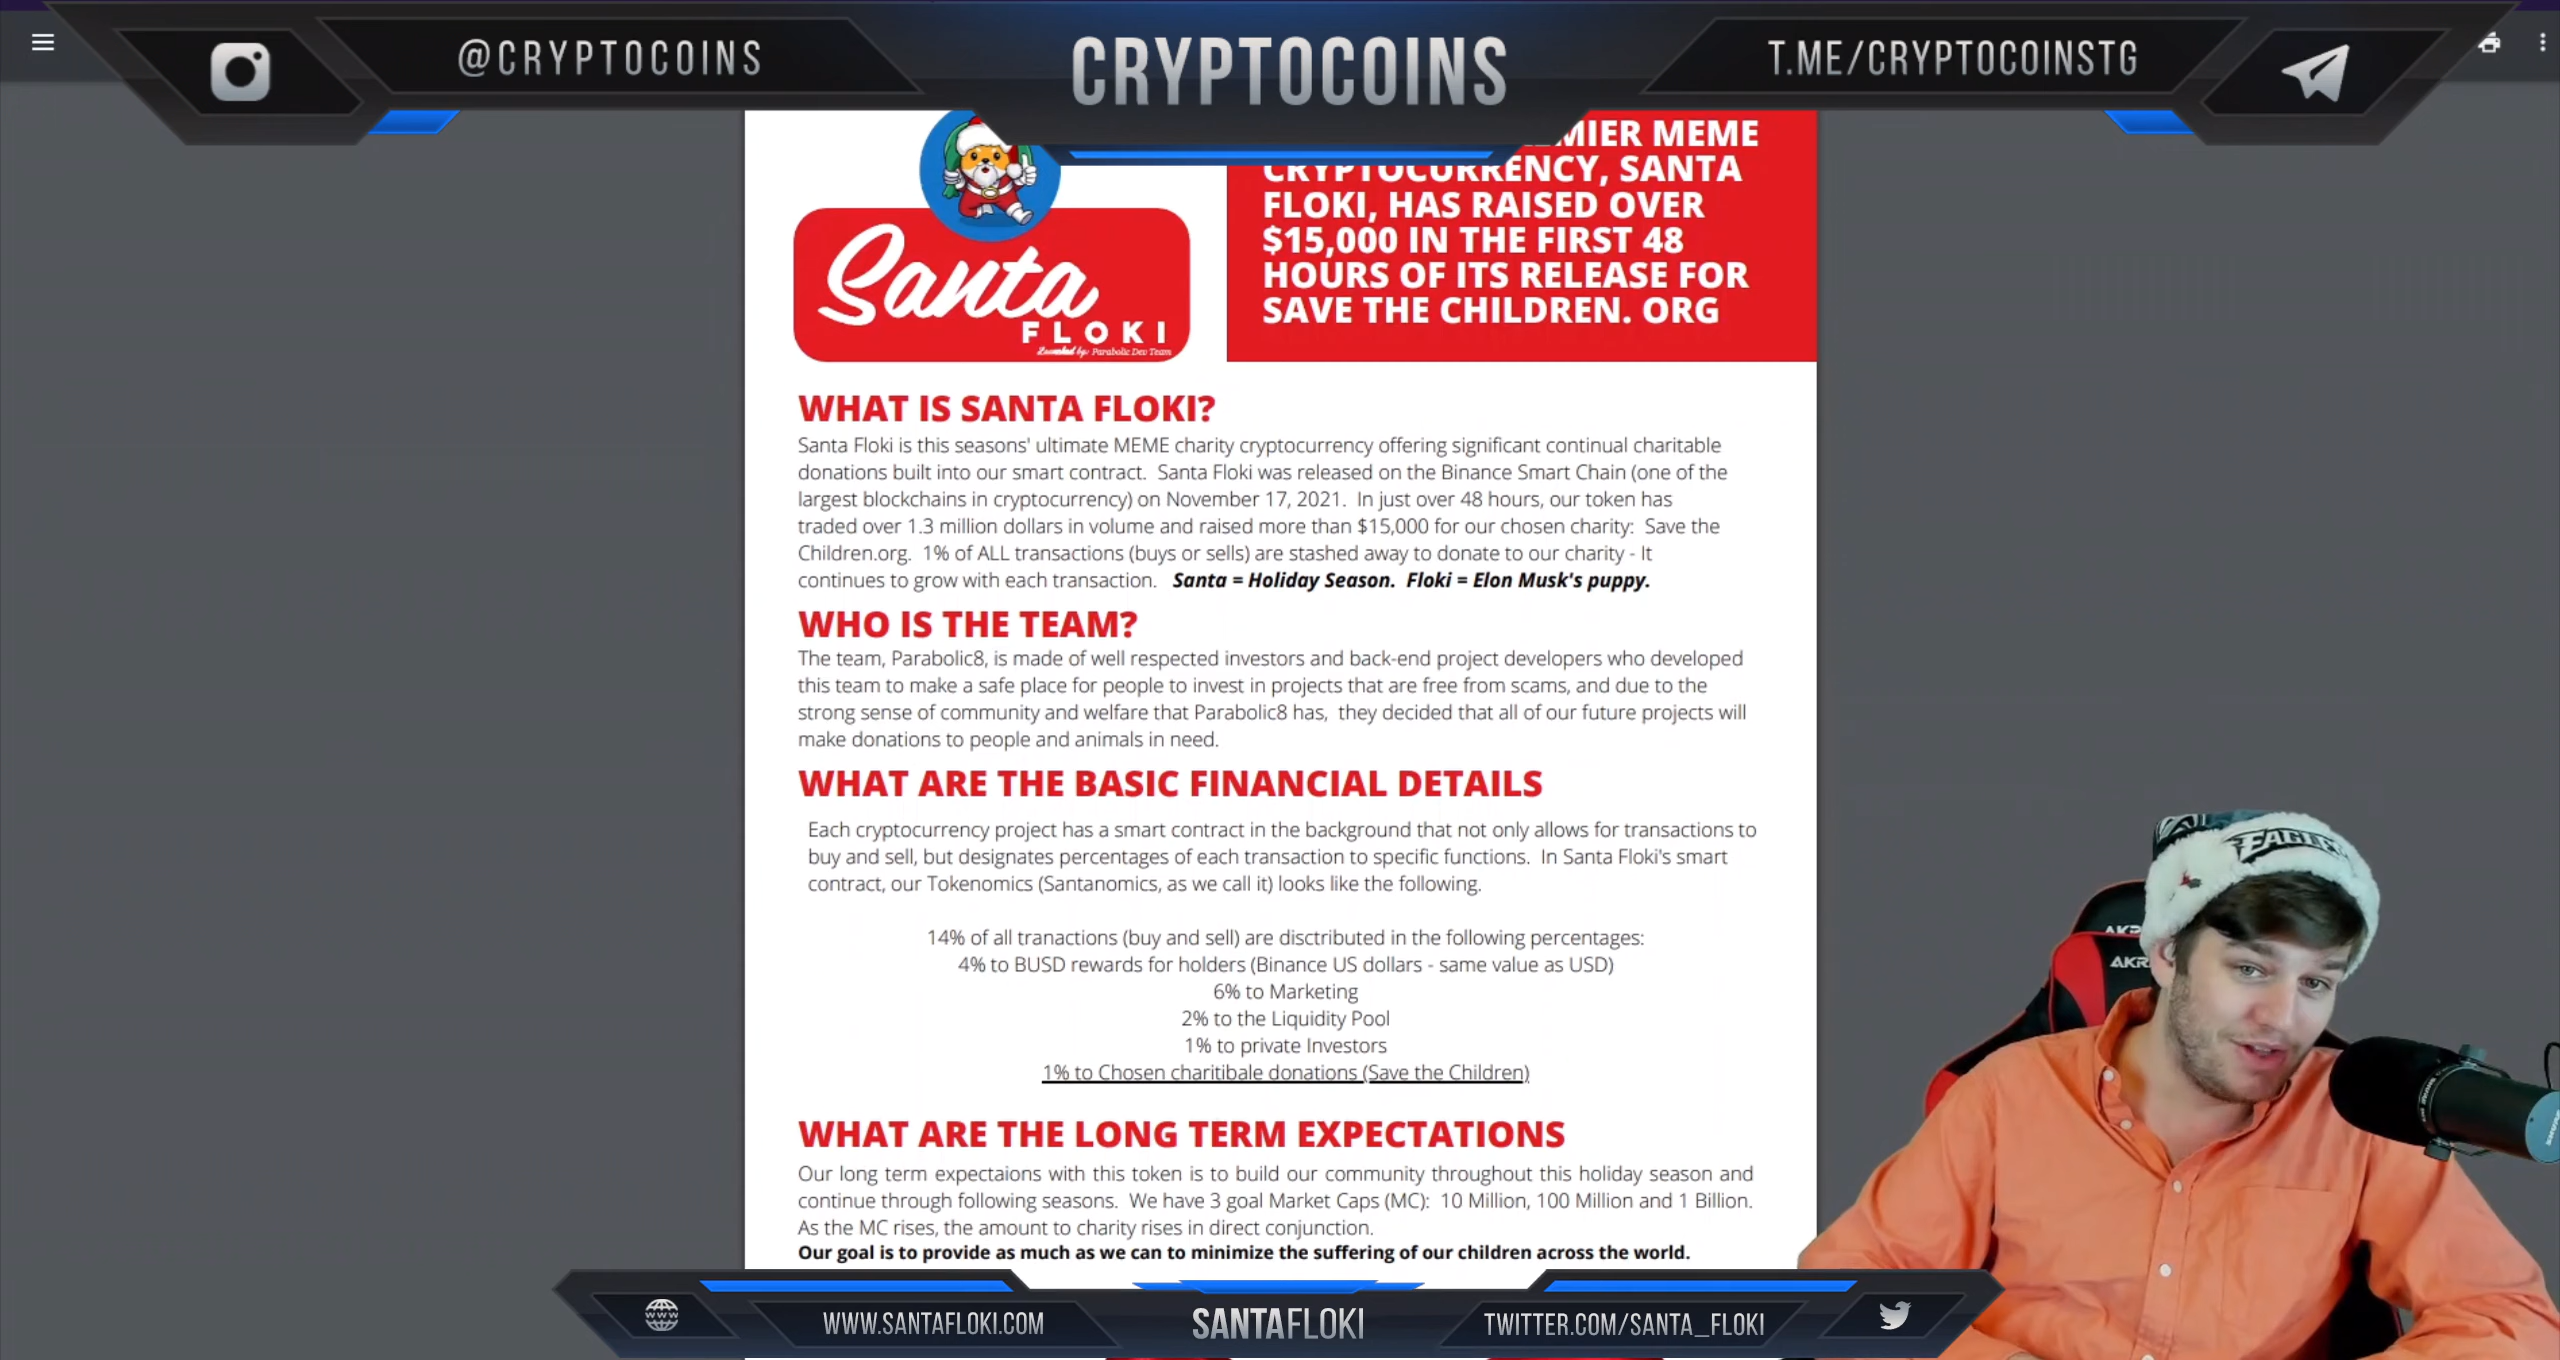 @CRYPTOCOINS
CRYPTOCOINS
T.ME/CRYPTOCOINSTG
MEME
CRYPTOCURRENCY, SANTA
FLOKI, HAS RAISED OVER
$15,000 IN THE FIRST 48
HOURS OF ITS RELEASE FOR
SAVE THE CHILDREN. ORG
Santa
FLOKI
Launched by: Parabolic Dev Team
WHAT IS SANTA FLOKI?
Santa Floki is this seasons' ultimate MEME charity cryptocurrency offering significant continual charitable
donations built into our smart contract. Santa Floki was released on the Binance Smart Chain (one of the
largest blockchains in cryptocurrency) on November 17, 2021. In just over 48 hours, our token has
traded over 1.3 million dollars in volume and raised more than $15,000 for our chosen charity: Save the
Children.org. 1% of ALL transactions (buys or sells) are stashed away to donate to our charity - It
continues to grow with each transaction. Santa = Holiday Season. Floki = Elon Musk's puppy.
WHO IS THE TEAM?
The team, Parabolic8, is made of well respected investors and back-end project developers who developed
this team to make a safe place for people to invest in projects that are free from scams, and due to the
strong sense of community and welfare that Parabolic8 has, they decided that all of our future projects will
make donations to people and animals in need.
WHAT ARE THE BASIC FINANCIAL DETAILS
Each cryptocurrency project has a smart contract in the background that not only allows for transactions to
buy and sell, but designates percentages of each transaction to specific functions. In Santa Floki's smart
contract, our Tokenomics (Santanomics, as we call it) looks like the following.
14% of all tranactions (buy and sell) are disctributed in the following percentages:
4% to BUSD rewards for holders (Binance US dollars - same value as USD)
6% to Marketing
2% to the Liquidity Pool
1% to private Investors
1% to Chosen charitibale donations (Save the Children)
WHAT ARE THE LONG TERM EXPECTATIONS
Our long term expectaions with this token is to build our community throughout this holiday season and
continue through following seasons. We have 3 goal Market Caps (MC): 10 Million, 100 Million and 1 Billion.
As the MC rises, the amount to charity rises in direct conjunction.
Our goal is to provide as much as we can to minimize the suffering of our children across the world.
EAGLES
WWW.SANTAFLOKI.COM
SANTAFLOKI
TWITTER.COM/SANTA_FLOKI